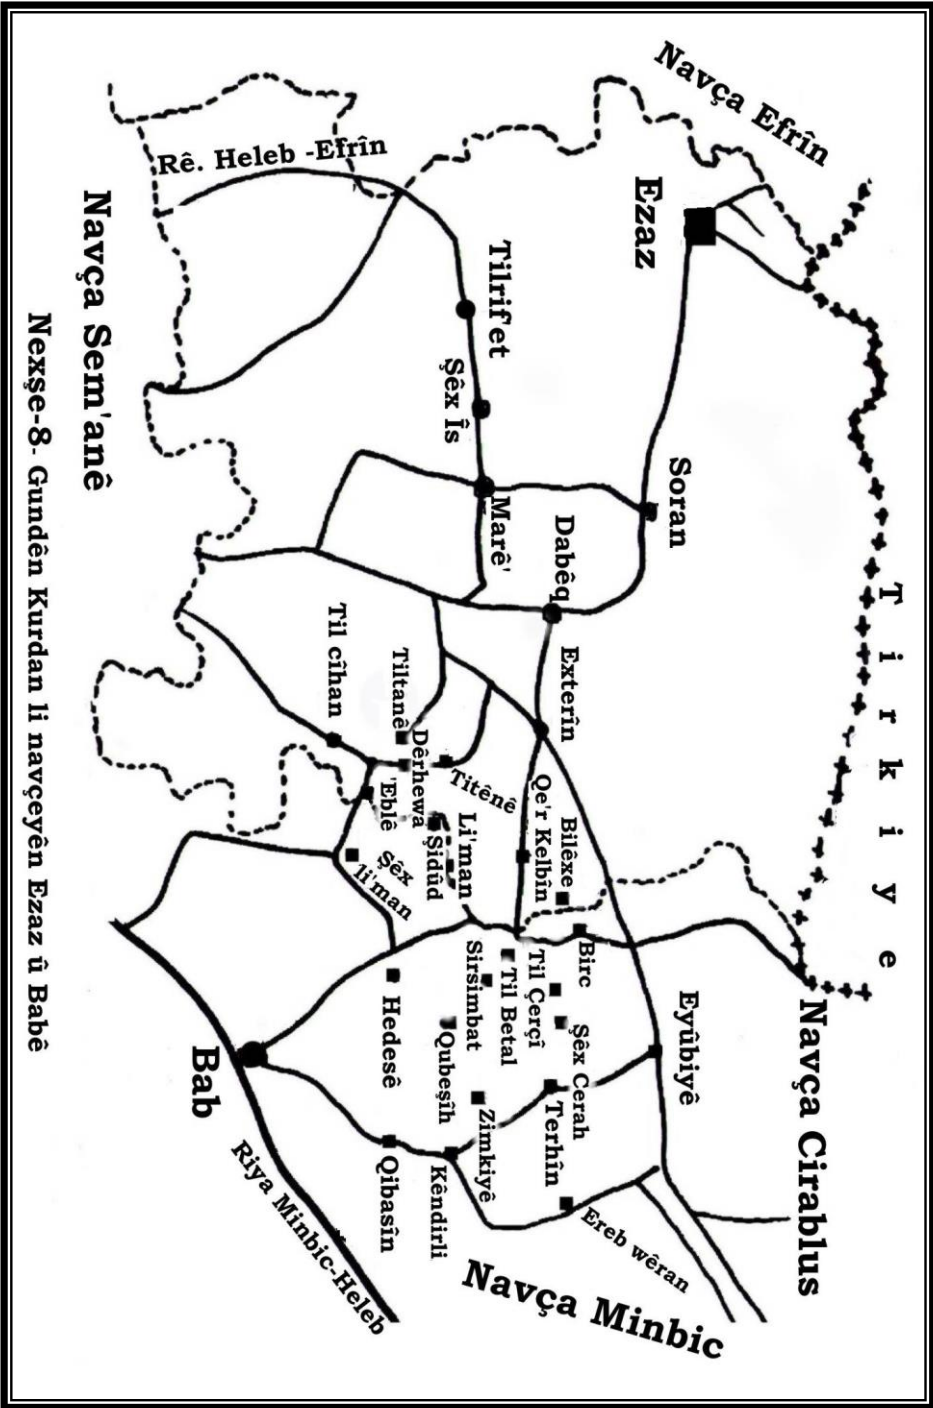 Navça Efrîn
Tirkiye
Rê. Heleb -Efrîn
Ezaz
Tilrif'et
Şêx Îs
Soran
Marê'
Dabêq
Navça Sem'anê
Exterîn
Til cîhan
Tiltanê
Dêrhewa
Titênê
'Eblê
Qe'r Kelbîn
Bilêxe
Li'man
Şidûd
Şêx
li'man
Birc
Til Çerçî
Til Betal
Sirsimbat
Hedesê
Şêx Cerah
Eyûbiyê
Qubeşîh
Terhîn
Zimkiyê
Navça Cirablus
Bab
Qibasîn
Kêndirli
Ereb wêran
Riya Minbic-Heleb
Navça Minbic
Nexşe-8- Gundên Kurdan li navçeyên Ezaz û Babê